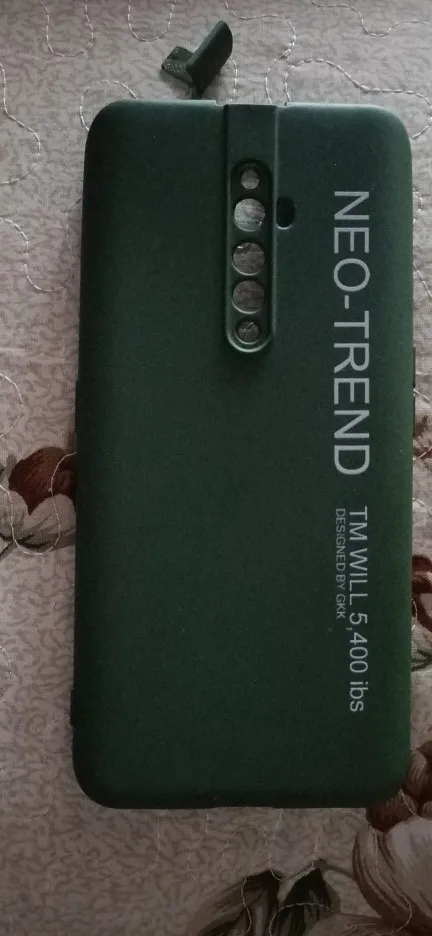 NEO-TREND
TM WILL 5,400 ibs
DESIGNED BY GKK